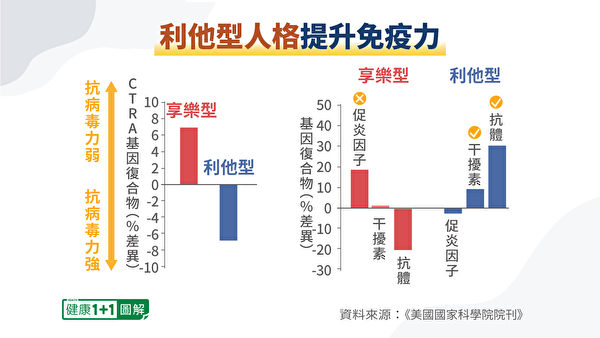 利他型人格提升免疫力
抗病毒力弱
抗病毒力強
CTRA基因復合物(%差異)
10
8
6
4
2
0
-2
-4
-6
-8
-10
享樂型
利他型
享樂型
利他型
基因復合物(%差異)
50
40
30
20
10
0
-10
-20
-30
促炎因子
干擾素
抗體
促炎因子
干擾素
抗體
健康1+1 圖解
資料來源：《美國國家科學院院刊》